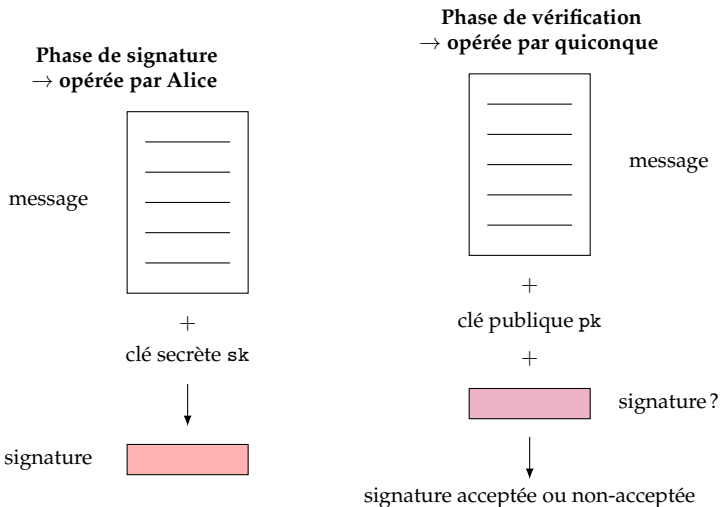 Phase de signature
→ opérée par Alice
message
+
clé secrète sk
signature
Phase de vérification
→ opérée par quiconque
message
+
clé publique pk
+
signature ?
signature acceptée ou non-acceptée